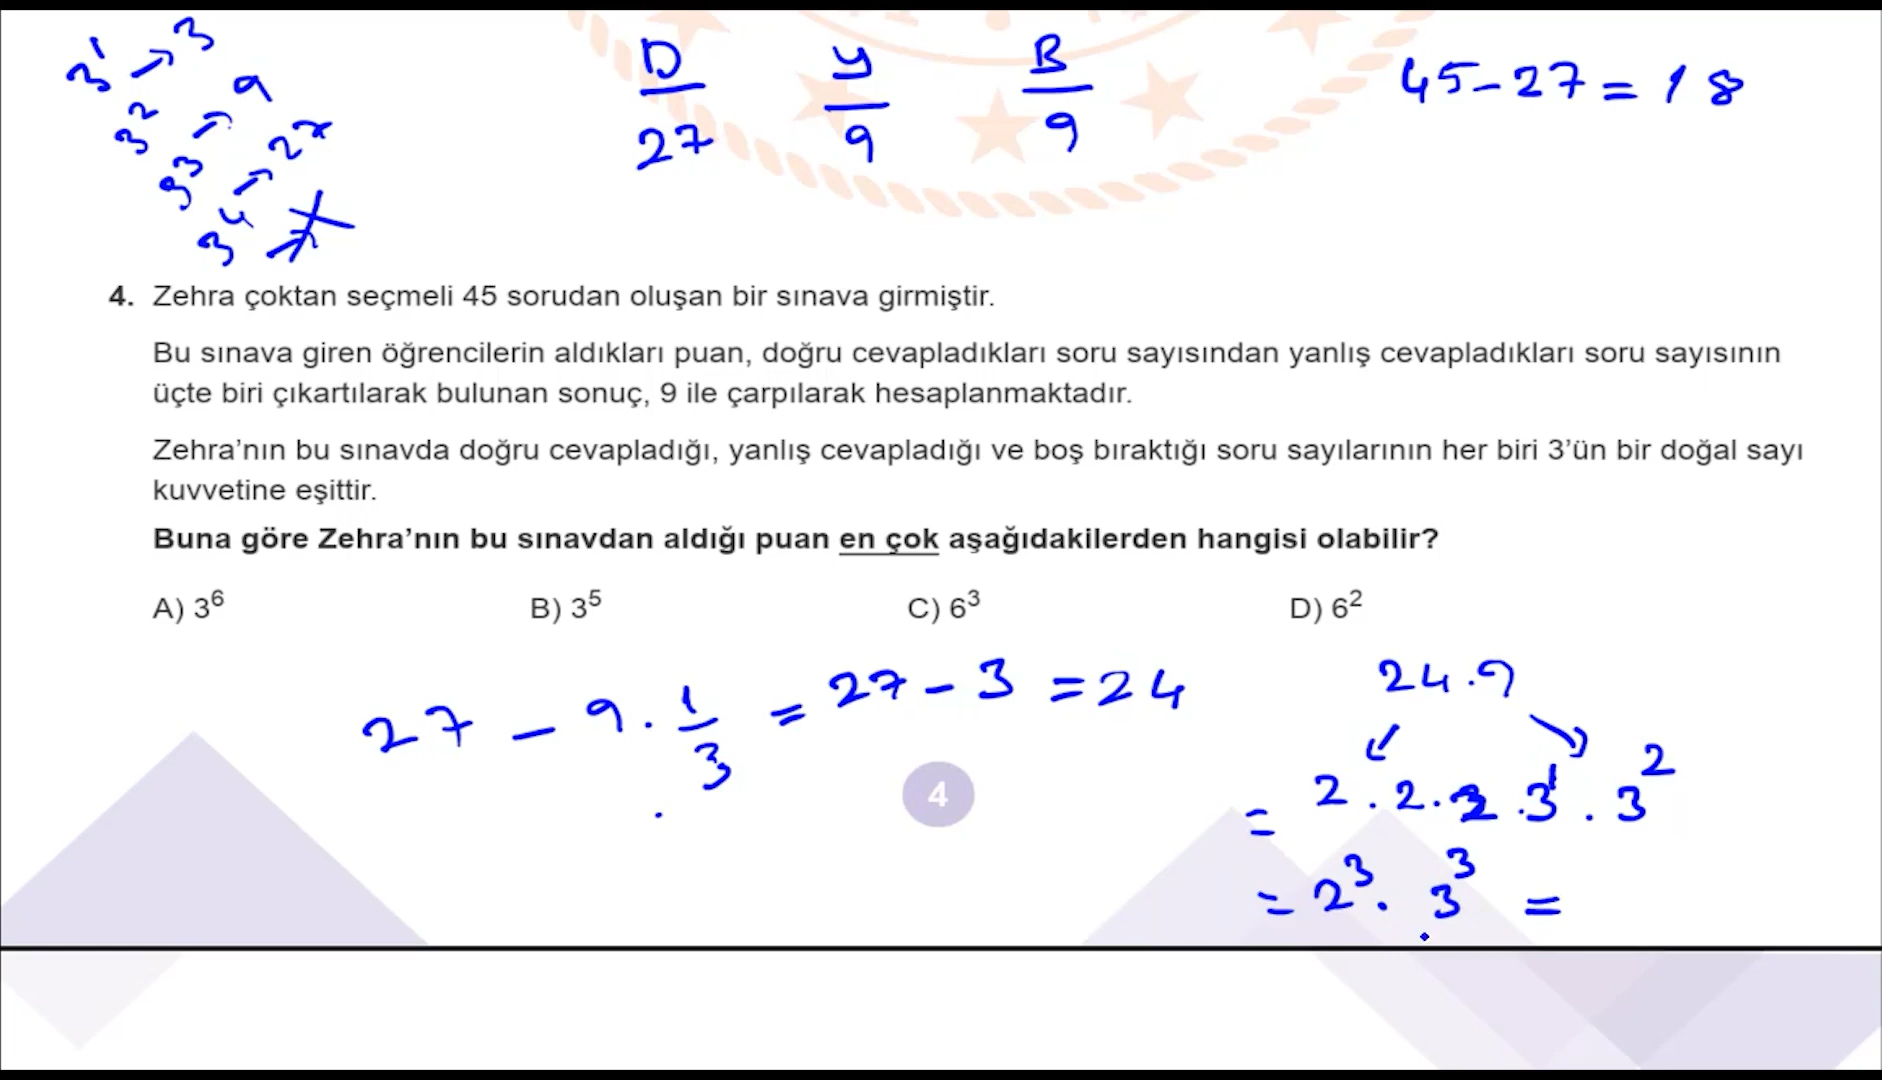 3¹ → 3
3² → 9
3³ → 27
3⁴ →
D Y B
27 9 9
45 - 27 = 18
4. Zehra çoktan seçmeli 45 sorudan oluşan bir sınava girmiştir.
Bu sınava giren öğrencilerin aldıkları puan, doğru cevapladıkları soru sayısından yanlış cevapladıkları soru sayısının
üçte biri çıkartılarak bulunan sonuç, 9 ile çarpılarak hesaplanmaktadır.
Zehra’nın bu sınavda doğru cevapladığı, yanlış cevapladığı ve boş bıraktığı soru sayılarının her biri 3’ün bir doğal sayı
kuvvetine eşittir.
Buna göre Zehra’nın bu sınavdan aldığı puan en çok aşağıdakilerden hangisi olabilir?
A) 3⁶ B) 3⁵ C) 6³ D) 6²
27 - 9 . 1/3 = 27 - 3 = 24
24 . 9
= 2 . 2 . 2 . 3¹ . 3²
= 2³ . 3³ =
4